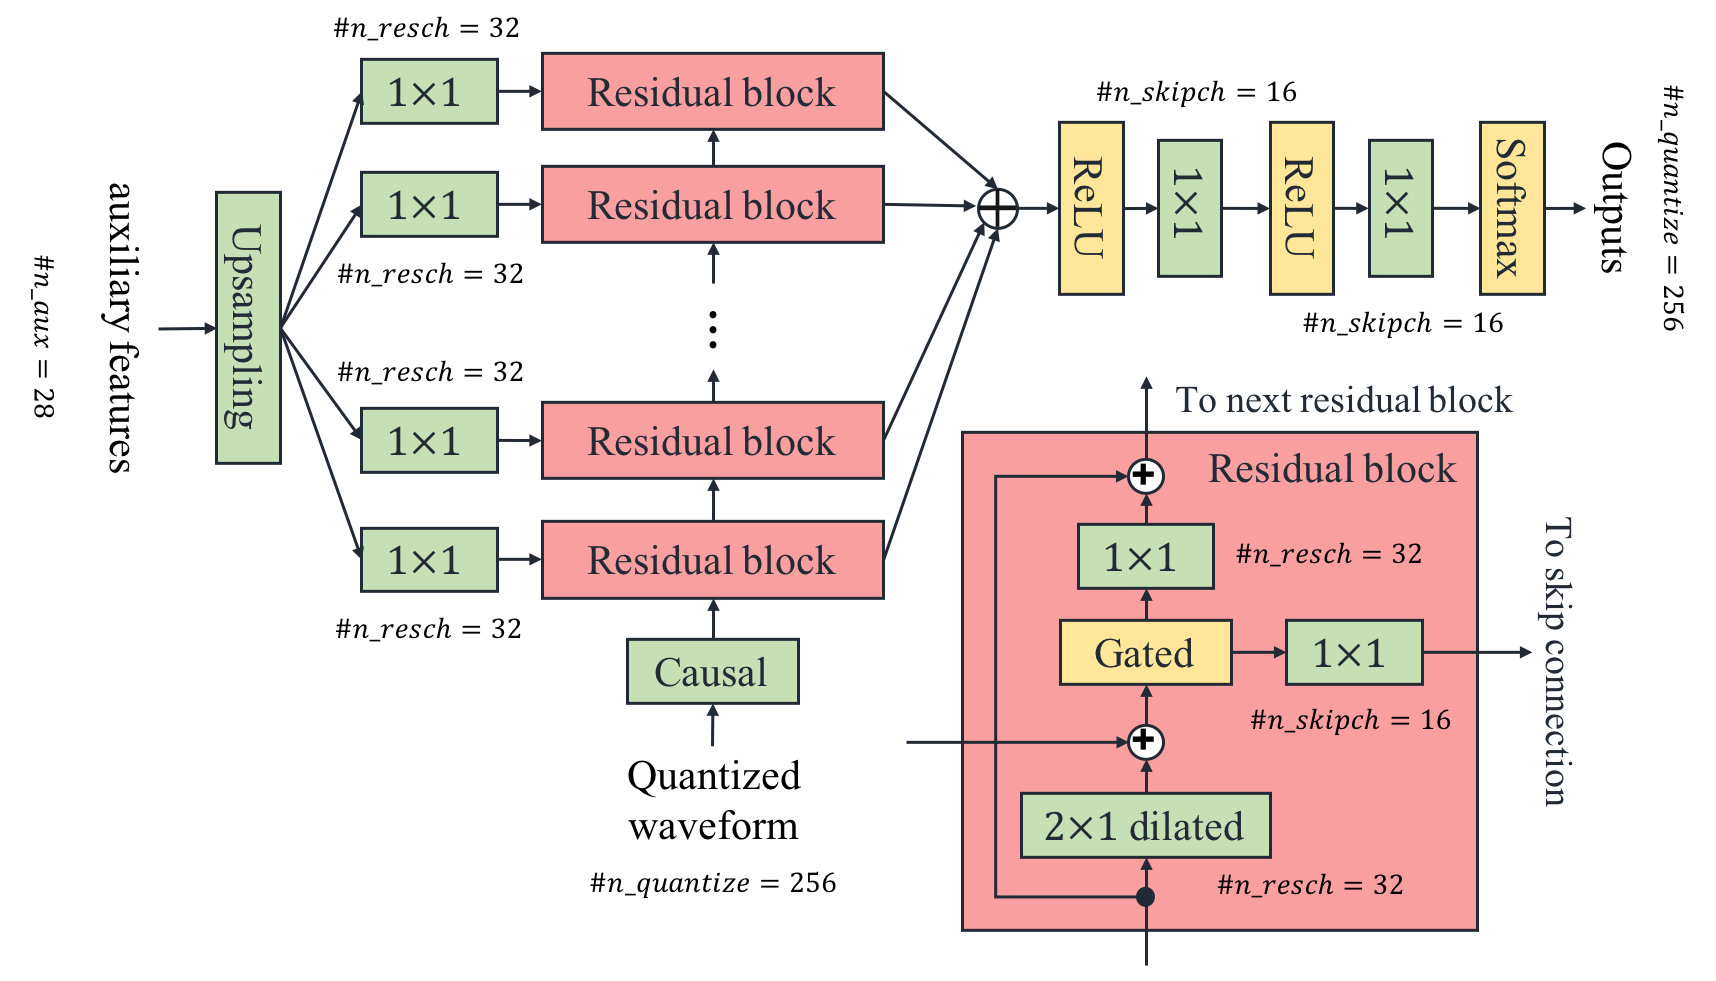 #n_resch = 32
1×1
Residual block
1×1
Residual block
#n_resch = 32
#n_resch = 32
1×1
Residual block
1×1
Residual block
#n_resch = 32
Upsampling
auxiliary features
#n_aux = 28
⋮
Causal
Quantized
waveform
#n_quantize = 256
#n_skipch = 16
ReLU
1×1
ReLU
1×1
Softmax
Outputs
#n_quantize = 256
#n_skipch = 16
To next residual block
Residual block
1×1
#n_resch = 32
Gated
1×1
#n_skipch = 16
2×1 dilated
#n_resch = 32
To skip connection